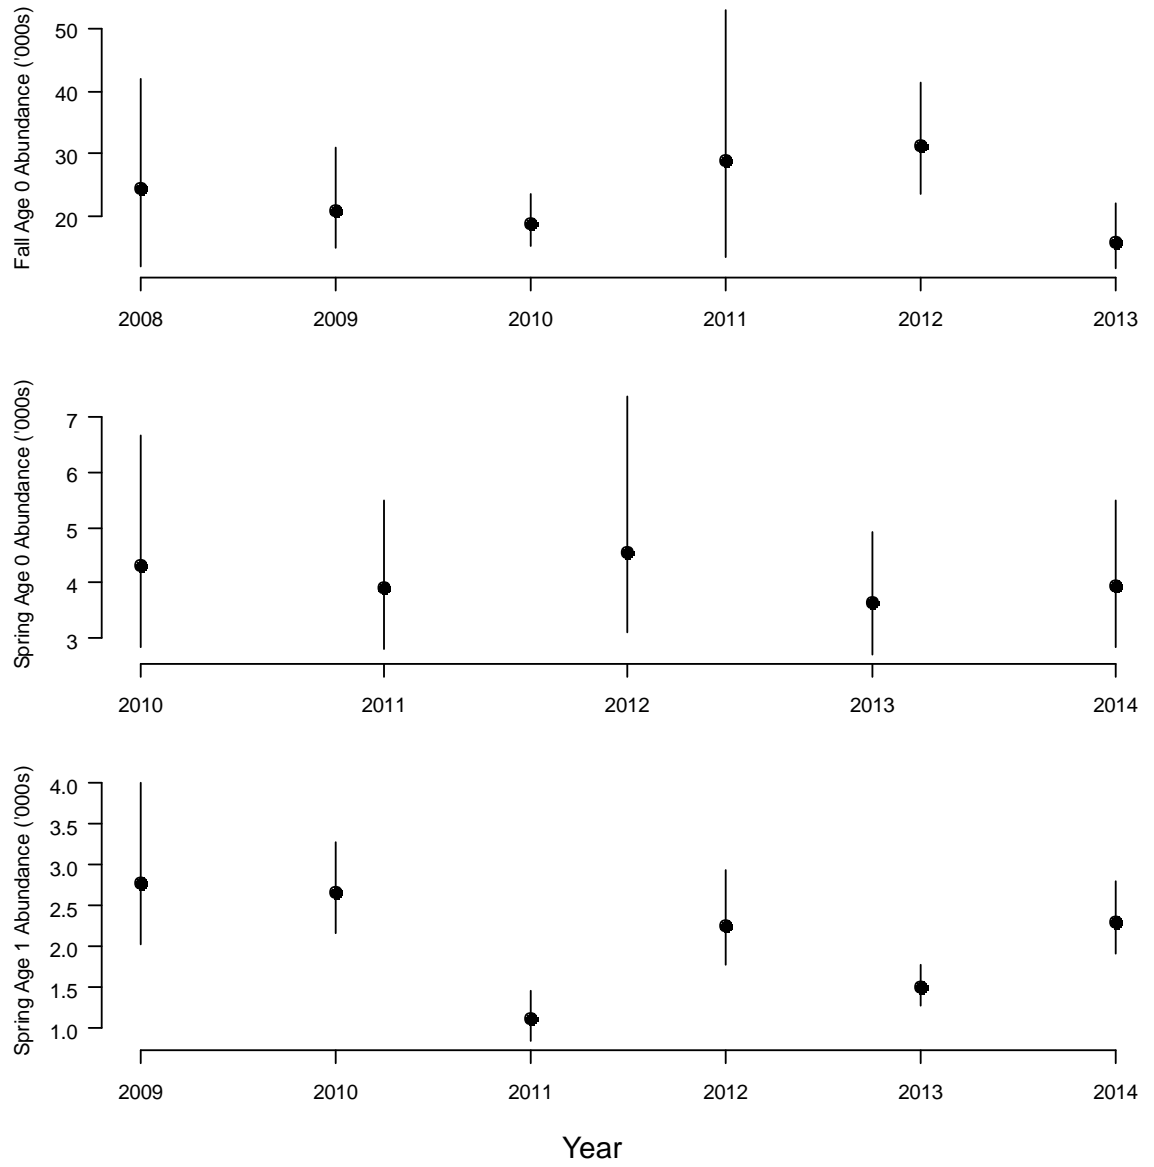 Fall Age 0 Abundance ('000s)
50
40
30
20
2008 2009 2010 2011 2012 2013
Spring Age 0 Abundance ('000s)
7
6
5
4
3
2010 2011 2012 2013 2014
Spring Age 1 Abundance ('000s)
4.0
3.5
3.0
2.5
2.0
1.5
1.0
2009 2010 2011 2012 2013 2014
Year